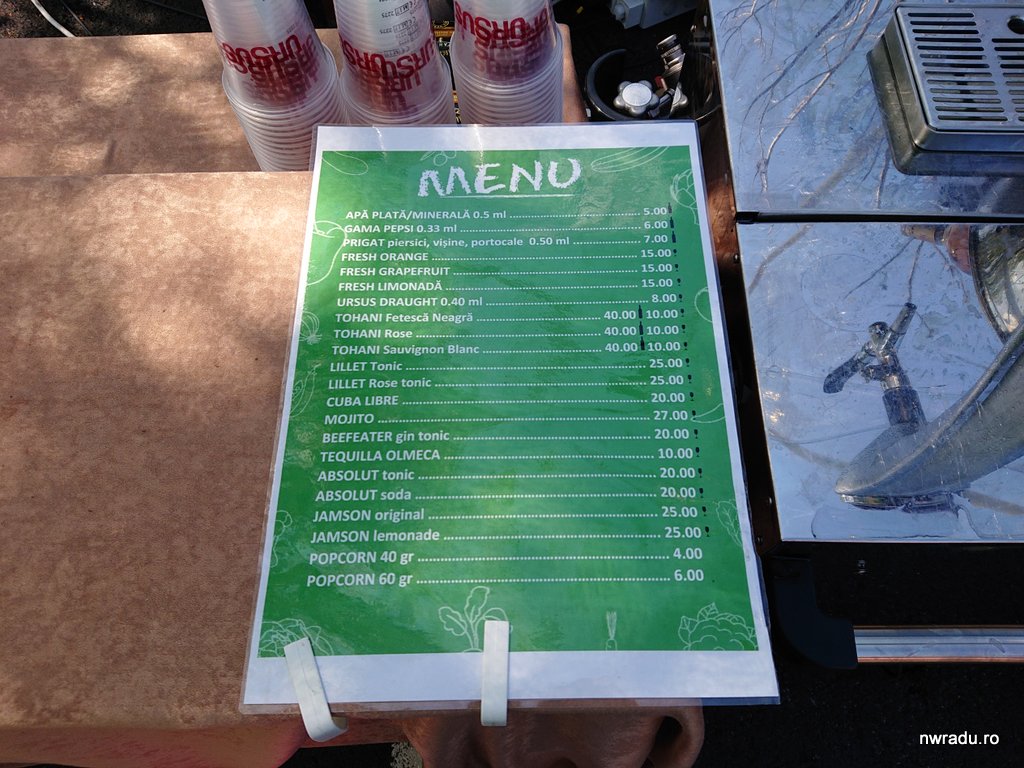 URSUS URSUS URSUS
MENU
APĂ PLATĂ/MINERALĂ 0.5 ml ........ 5.00
GAMA PEPSI 0.33 ml ........ 6.00
PRIGAT piersici, vișine, portocale 0.50 ml ........ 7.00
FRESH ORANGE ........ 15.00
FRESH GRAPEFRUIT ........ 15.00
FRESH LIMONADĂ ........ 15.00
URSUS DRAUGHT 0.40 ml ........ 8.00
TOHANI Fetescă Neagră ........ 40.00 10.00
TOHANI Rose ........ 40.00 10.00
TOHANI Sauvignon Blanc ........ 40.00 10.00
LILLET Tonic ........ 25.00
LILLET Rose tonic ........ 25.00
CUBA LIBRE ........ 20.00
MOJITO ........ 27.00
BEEFEATER gin tonic ........ 20.00
TEQUILLA OLMECA ........ 10.00
ABSOLUT tonic ........ 20.00
ABSOLUT soda ........ 20.00
JAMSON original ........ 25.00
JAMSON lemonade ........ 25.00
POPCORN 40 gr ........ 4.00
POPCORN 60 gr ........ 6.00
nwradu.ro